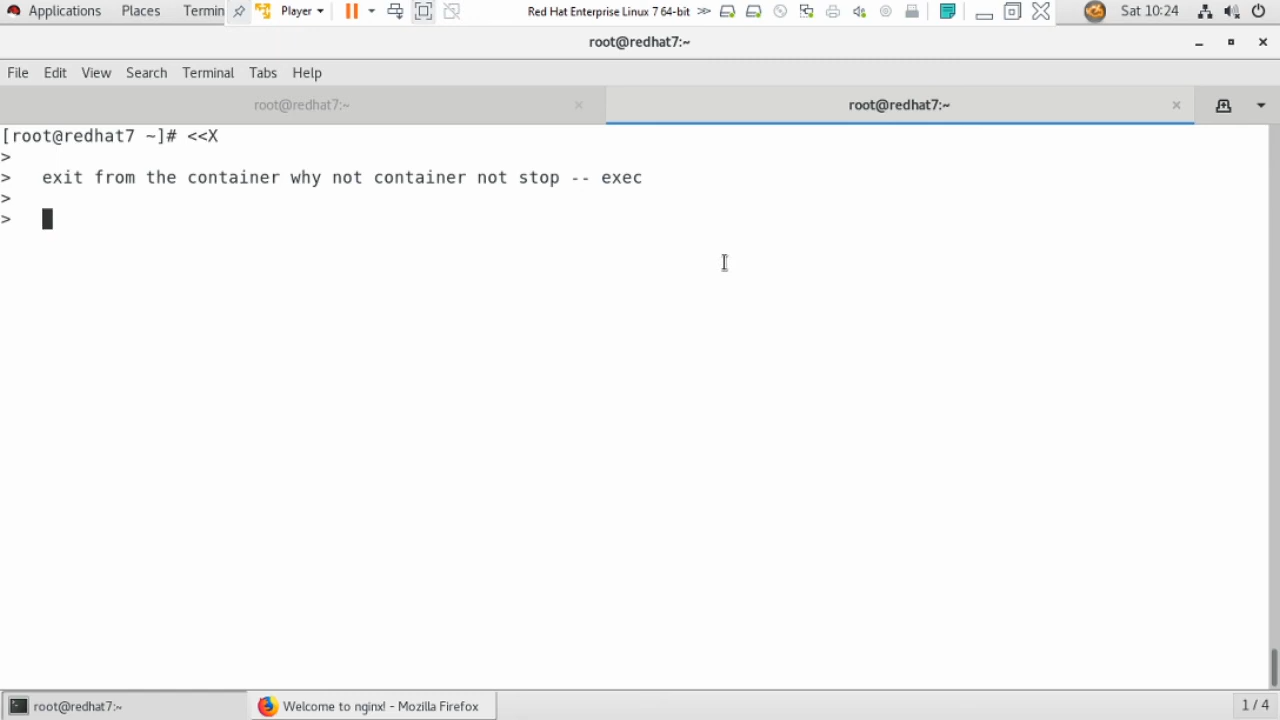 Applications Places Termin Player Red Hat Enterprise Linux 7 64-bit Sat 10:24
root@redhat7:~
File Edit View Search Terminal Tabs Help
root@redhat7:~ root@redhat7:~
[root@redhat7 ~]# <<X
>
> exit from the container why not container not stop -- exec
>
>
root@redhat7:~ Welcome to nginx! - Mozilla Firefox 1 / 4